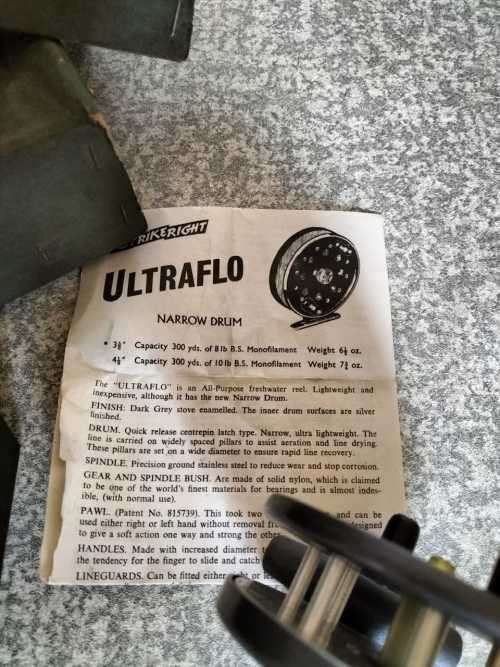 TRIKERIGHT
ULTRAFLO
NARROW DRUM
• 3⅜" Capacity 300 yds. of 8 lb B.S. Monofilament Weight 6½ oz.
4⅛" Capacity 300 yds. of 10 lb B.S. Monofilament Weight 7¾ oz.
The "ULTRAFLO" is an All-Purpose freshwater reel. Lightweight and
inexpensive, although it has the new Narrow Drum.
FINISH: Dark Grey stove enamelled. The inner drum surfaces are silver
finished.
DRUM. Quick release centrepin latch type. Narrow, ultra lightweight. The
line is carried on widely spaced pillars to assist aeration and line drying.
These pillars are set on a wide diameter to ensure rapid line recovery.
SPINDLE. Precision ground stainless steel to reduce wear and stop corrosion.
GEAR AND SPINDLE BUSH. Are made of solid nylon, which is claimed
to be one of the world's finest materials for bearings and is almost indes-
ible, (with normal use).
PAWL. (Patent No. 815739). This took two and can be
used either right or left hand without removal designed
to give a soft action one way and strong the other
HANDLES. Made with increased diameter
the tendency for the finger to slide and catch
LINEGUARDS. Can be fitted either